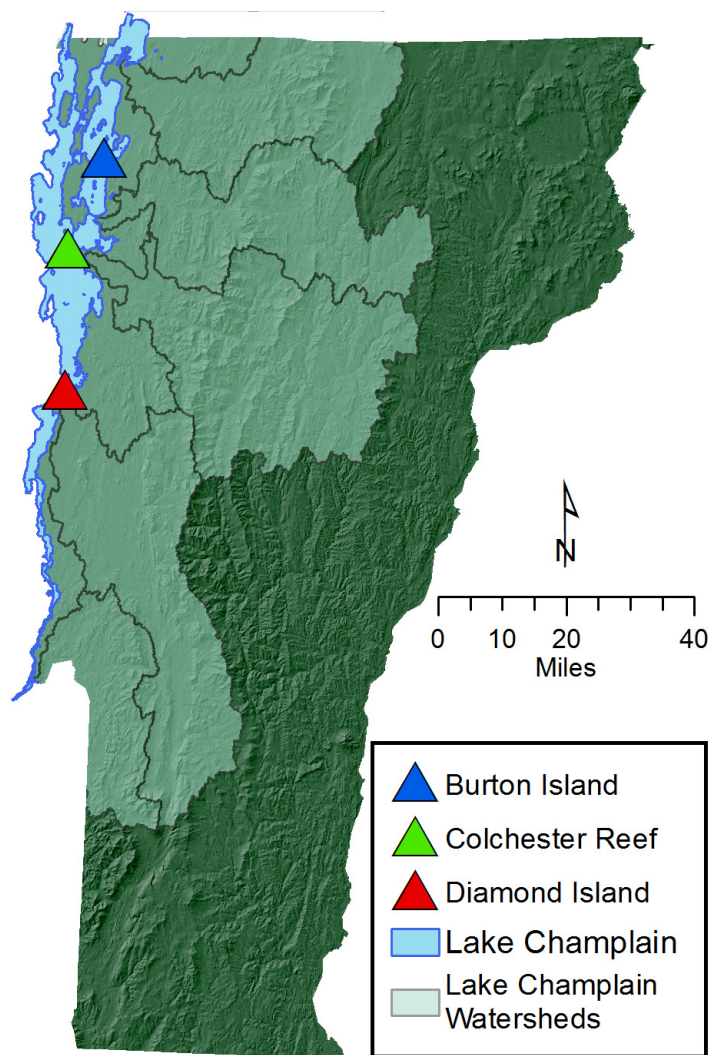 N
0 10 20 40
Miles
Burton Island
Colchester Reef
Diamond Island
Lake Champlain
Lake Champlain
Watersheds